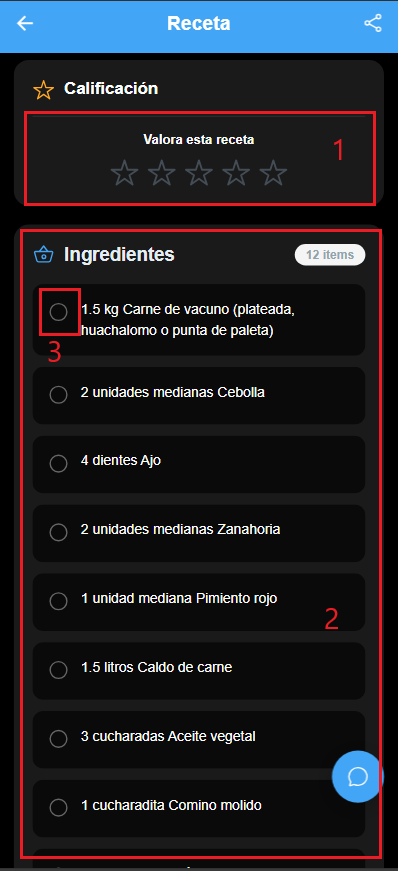 Receta
Calificación
Valora esta receta
1
Ingredientes
12 items
1.5 kg Carne de vacuno (plateada,
huachalomo o punta de paleta)
3
2 unidades medianas Cebolla
4 dientes Ajo
2 unidades medianas Zanahoria
1 unidad mediana Pimiento rojo
2
1.5 litros Caldo de carne
3 cucharadas Aceite vegetal
1 cucharadita Comino molido